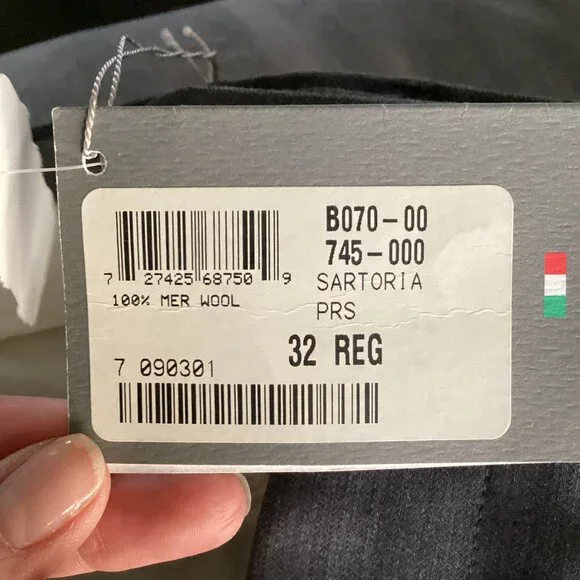 B070-00
745-000
7 27425 68750 9
SARTORIA
100% MER WOOL
PRS
32 REG
7 090301